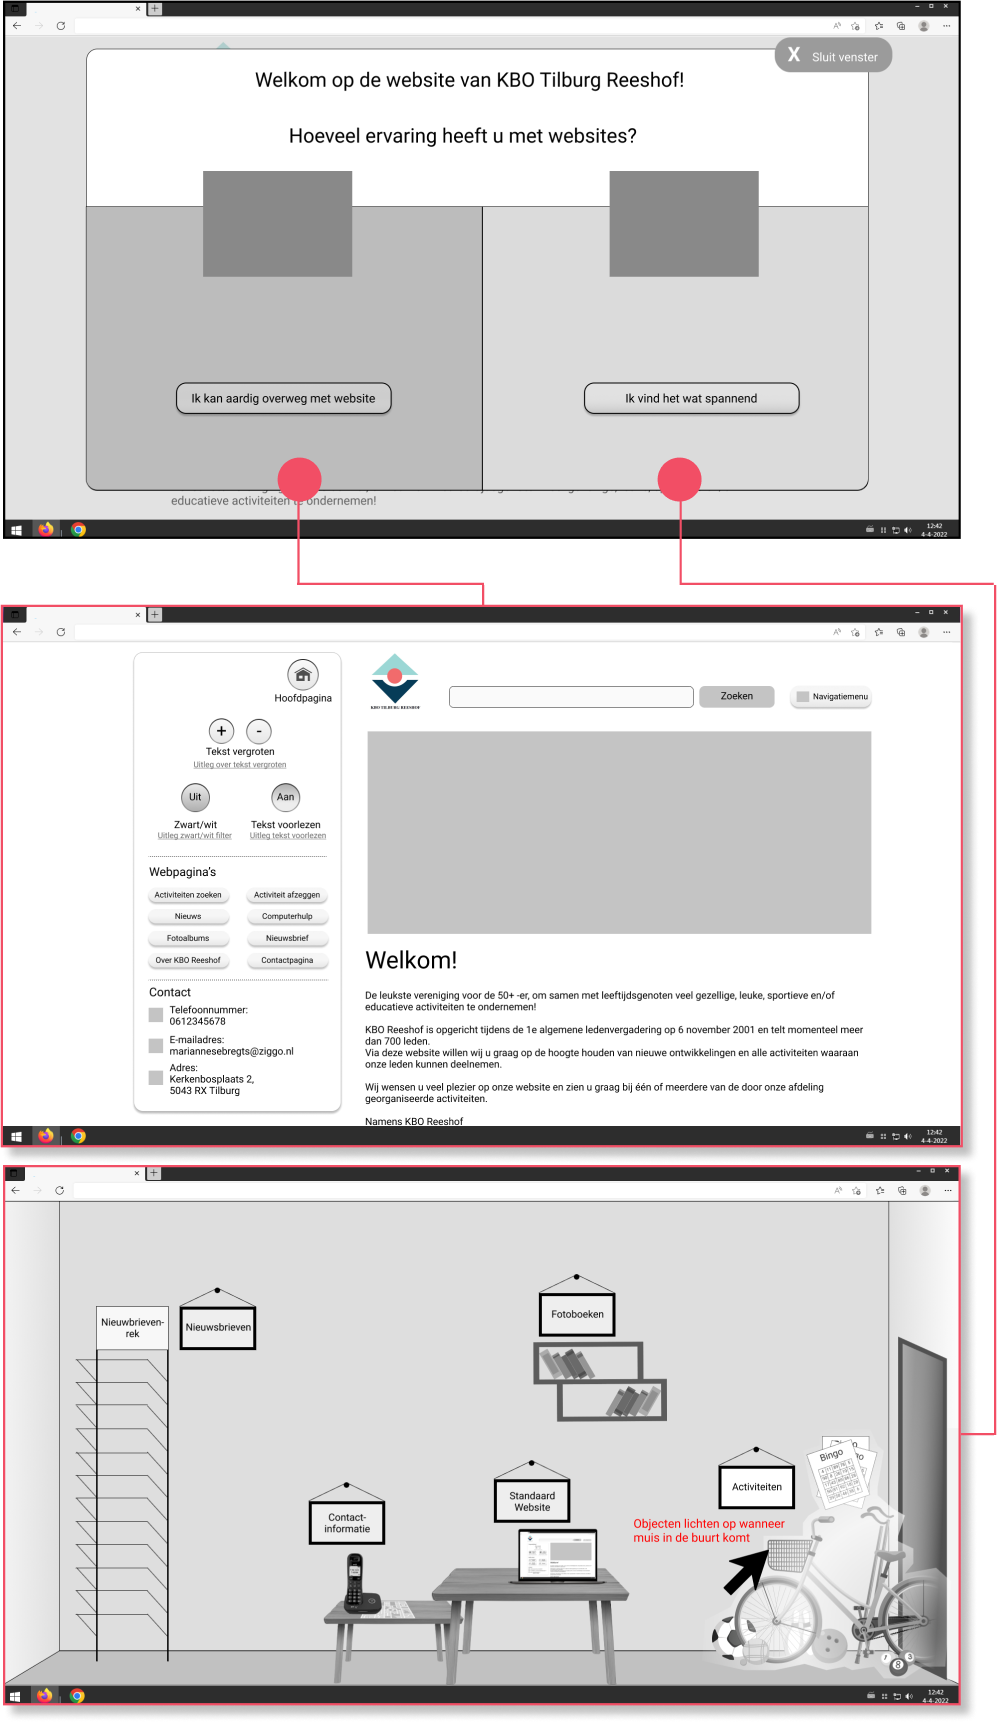 X Sluit venster
Welkom op de website van KBO Tilburg Reeshof!
Hoeveel ervaring heeft u met websites?
Ik kan aardig overweg met website
Ik vind het wat spannend
educatieve activiteiten te ondernemen!
12:42
4-4-2022
Hoofdpagina
KBO TILBURG REESHOF
Zoeken
Navigatiemenu
+ -
Tekst vergroten
Uitleg over tekst vergroten
Uit
Aan
Zwart/wit
Tekst voorlezen
Uitleg zwart/wit filter
Uitleg tekst voorlezen
Webpagina's
Activiteiten zoeken
Activiteit afzeggen
Nieuws
Computerhulp
Fotoalbums
Nieuwsbrief
Over KBO Reeshof
Contactpagina
Contact
Telefoonnummer:
0612345678
E-mailadres:
mariannesebregts@ziggo.nl
Adres:
Kerkenbosplaats 2,
5043 RX Tilburg
Welkom!
De leukste vereniging voor de 50+ -er, om samen met leeftijdsgenoten veel gezellige, leuke, sportieve en/of
educatieve activiteiten te ondernemen!
KBO Reeshof is opgericht tijdens de 1e algemene ledenvergadering op 6 november 2001 en telt momenteel meer
dan 700 leden.
Via deze website willen wij u graag op de hoogte houden van nieuwe ontwikkelingen en alle activiteiten waaraan
onze leden kunnen deelnemen.
Wij wensen u veel plezier op onze website en zien u graag bij één of meerdere van de door onze afdeling
georganiseerde activiteiten.
Namens KBO Reeshof
12:42
4-4-2022
Nieuwbrieven-
rek
Nieuwsbrieven
Fotoboeken
Bingo
Activiteiten
Standaard
Website
Contact-
informatie
Objecten lichten op wanneer
muis in de buurt komt
8
12:42
4-4-2022